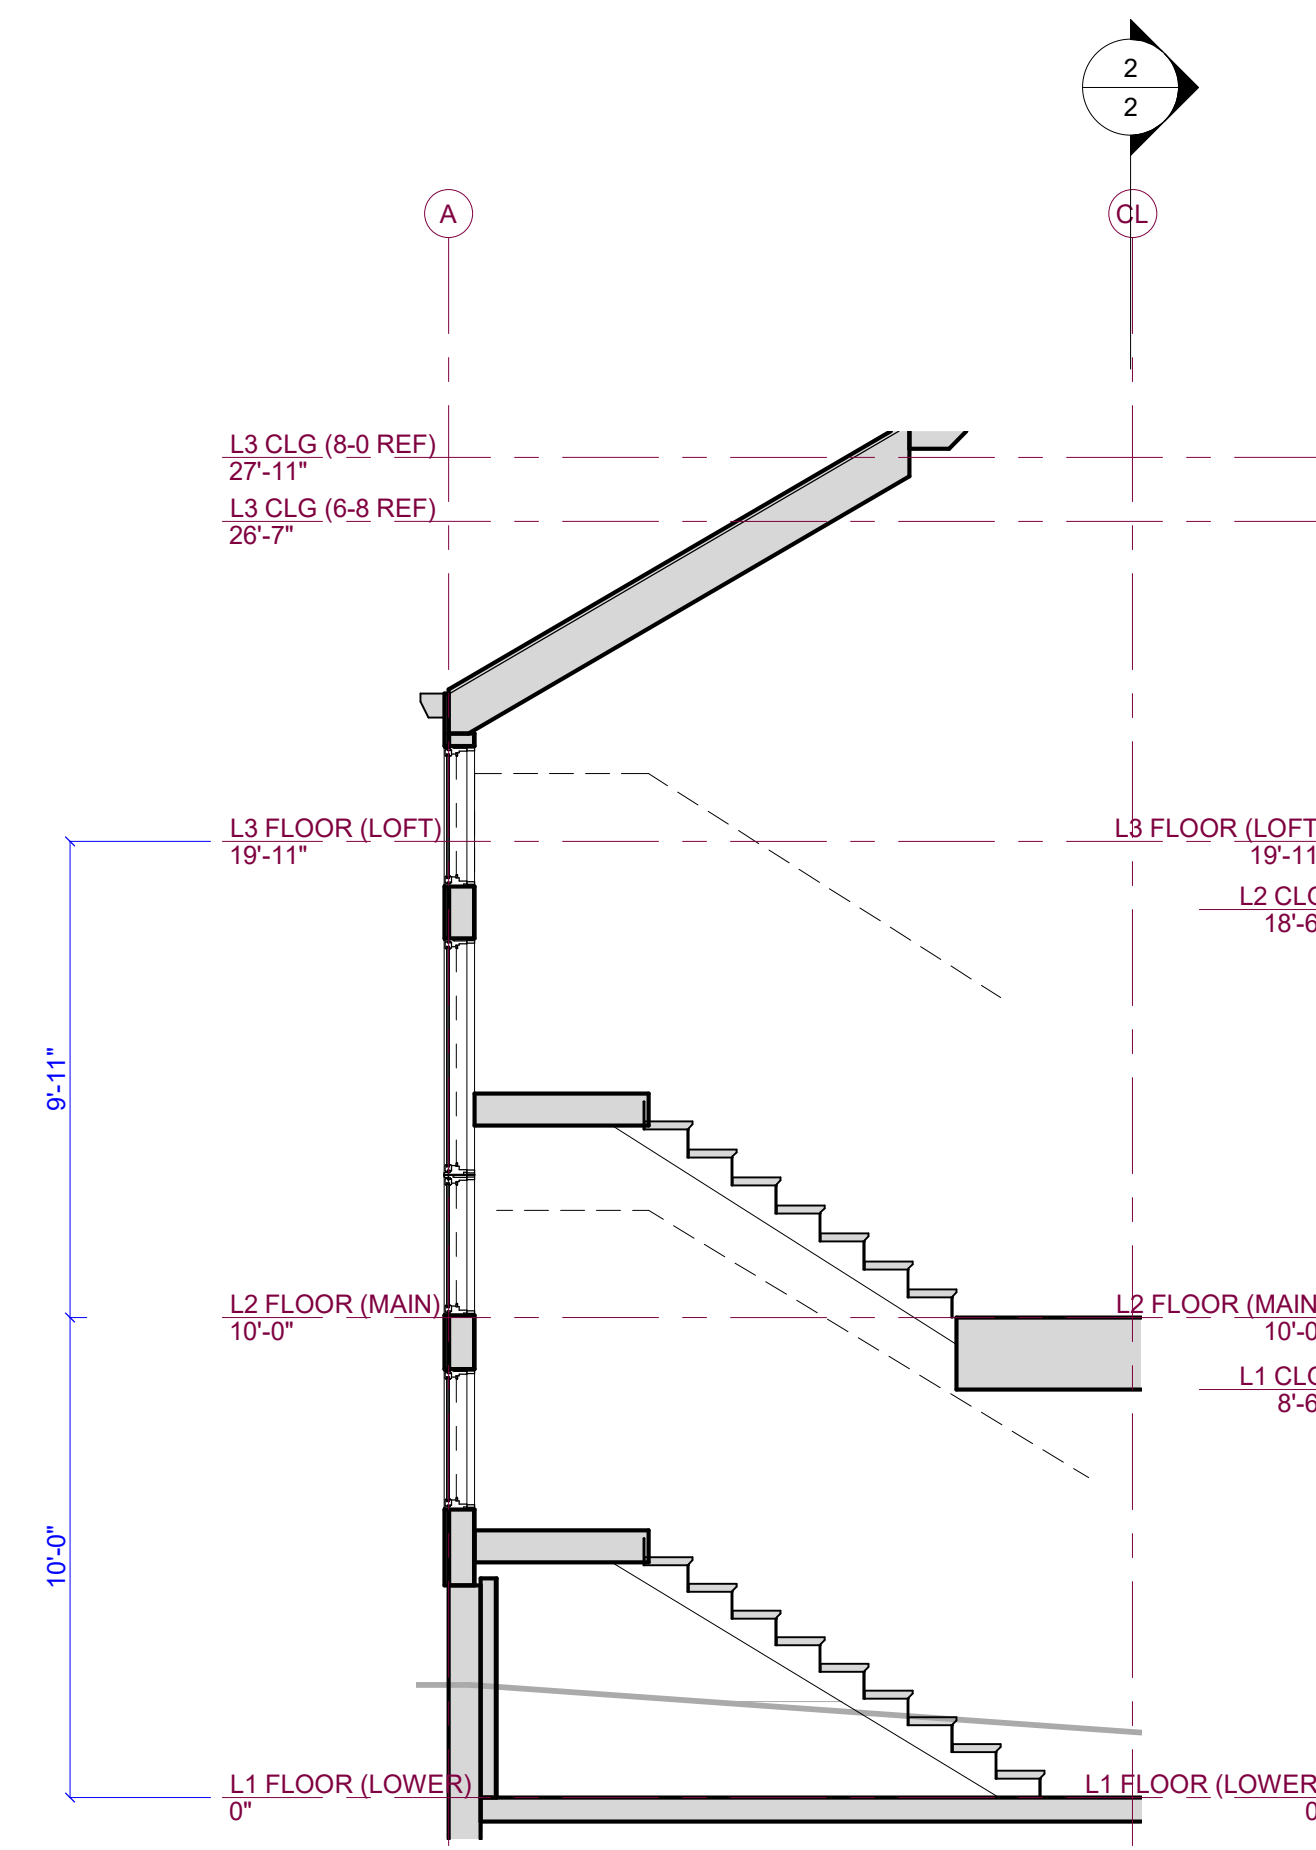 2
2
A
CL
L3 CLG (8-0 REF)
27'-11"
L3 CLG (6-8 REF)
26'-7"
L3 FLOOR (LOFT)
19'-11"
L3 FLOOR (LOFT
19'-11
L2 CLG
18'-6
9'-11"
L2 FLOOR (MAIN)
10'-0"
L2 FLOOR (MAIN
10'-0
L1 CLG
8'-6
10'-0"
L1 FLOOR (LOWER)
0"
L1 FLOOR (LOWER
0